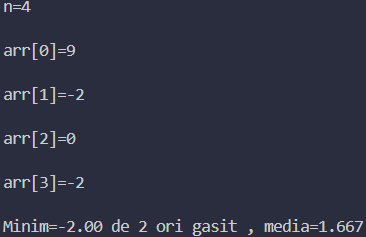 n=4
arr[0]=9
arr[1]=-2
arr[2]=0
arr[3]=-2
Minim=-2.00 de 2 ori gasit , media=1.667